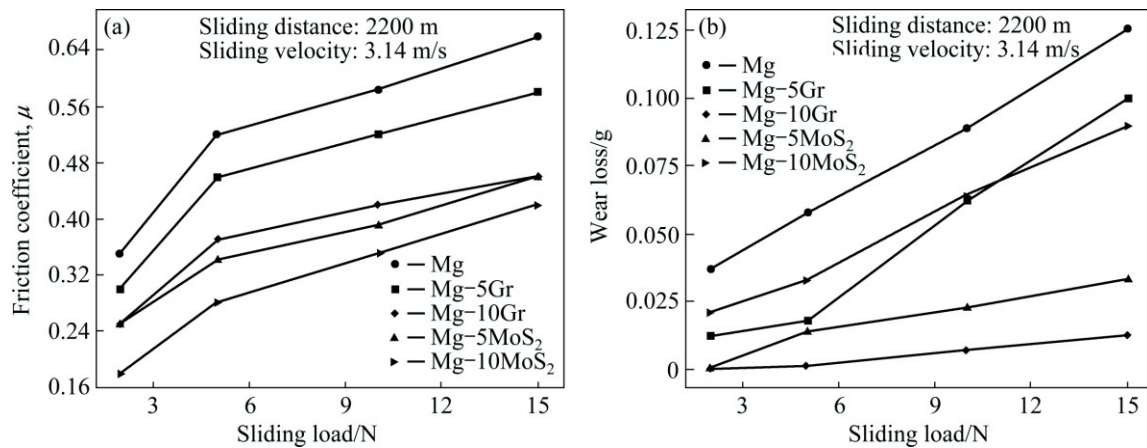 (a)
Sliding distance: 2200 m
Sliding velocity: 3.14 m/s
0.64
0.56
0.48
0.40
0.32
0.24
0.16
Friction coefficient, μ
Mg
Mg−5Gr
Mg−10Gr
Mg−5MoS₂
Mg−10MoS₂
3
6
9
12
15
Sliding load/N
(b)
Sliding distance: 2200 m
Sliding velocity: 3.14 m/s
0.125
0.100
0.075
0.050
0.025
0
Wear loss/g
Mg
Mg−5Gr
Mg−10Gr
Mg−5MoS₂
Mg−10MoS₂
3
6
9
12
15
Sliding load/N